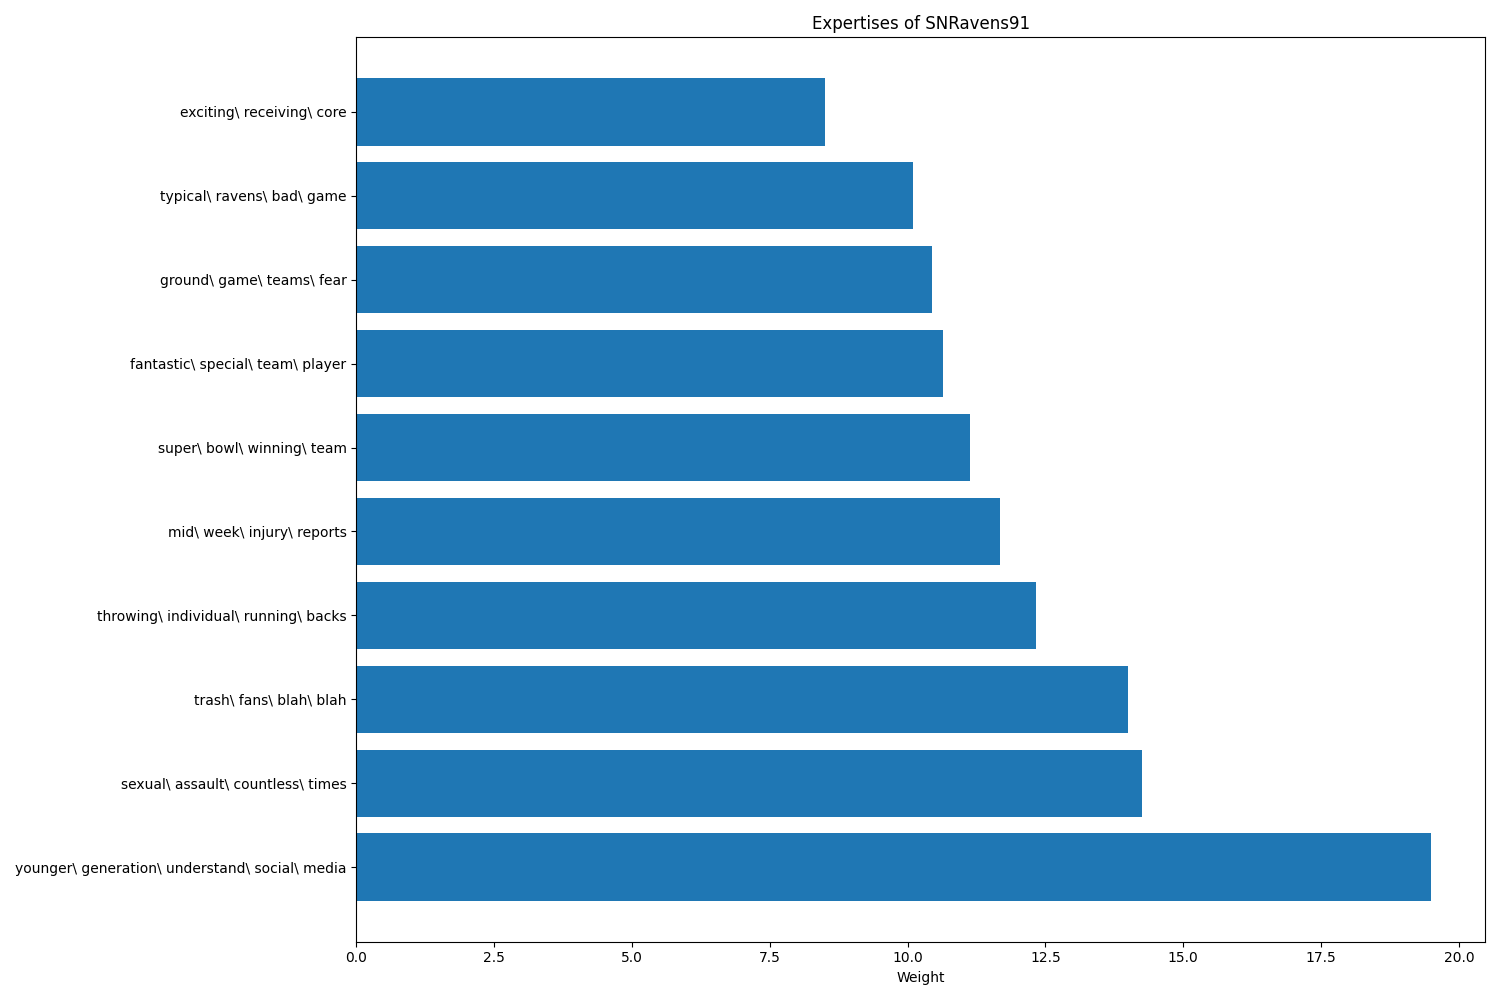 Expertises of SNRavens91
exciting\ receiving\ core
typical\ ravens\ bad\ game
ground\ game\ teams\ fear
fantastic\ special\ team\ player
super\ bowl\ winning\ team
mid\ week\ injury\ reports
throwing\ individual\ running\ backs
trash\ fans\ blah\ blah
sexual\ assault\ countless\ times
younger\ generation\ understand\ social\ media
0.0 2.5 5.0 7.5 10.0 12.5 15.0 17.5 20.0
Weight